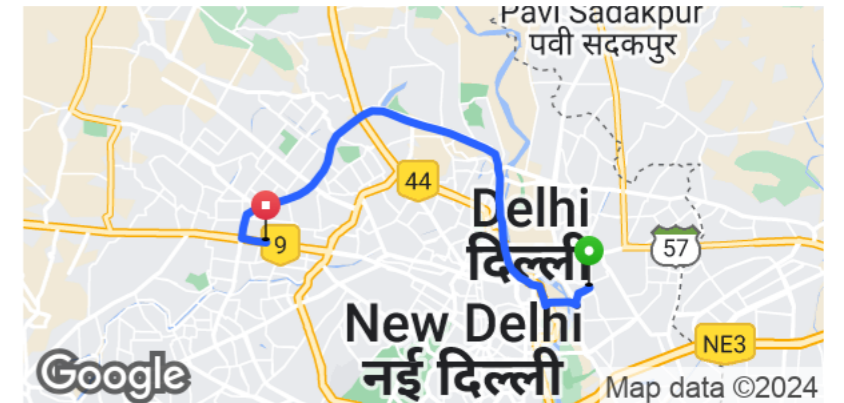 Pavi Sadakpur
पवी सदकपुर
44
Delhi
दिल्ली
57
9
New Delhi
नई दिल्ली
NE3
Google
Map data ©2024